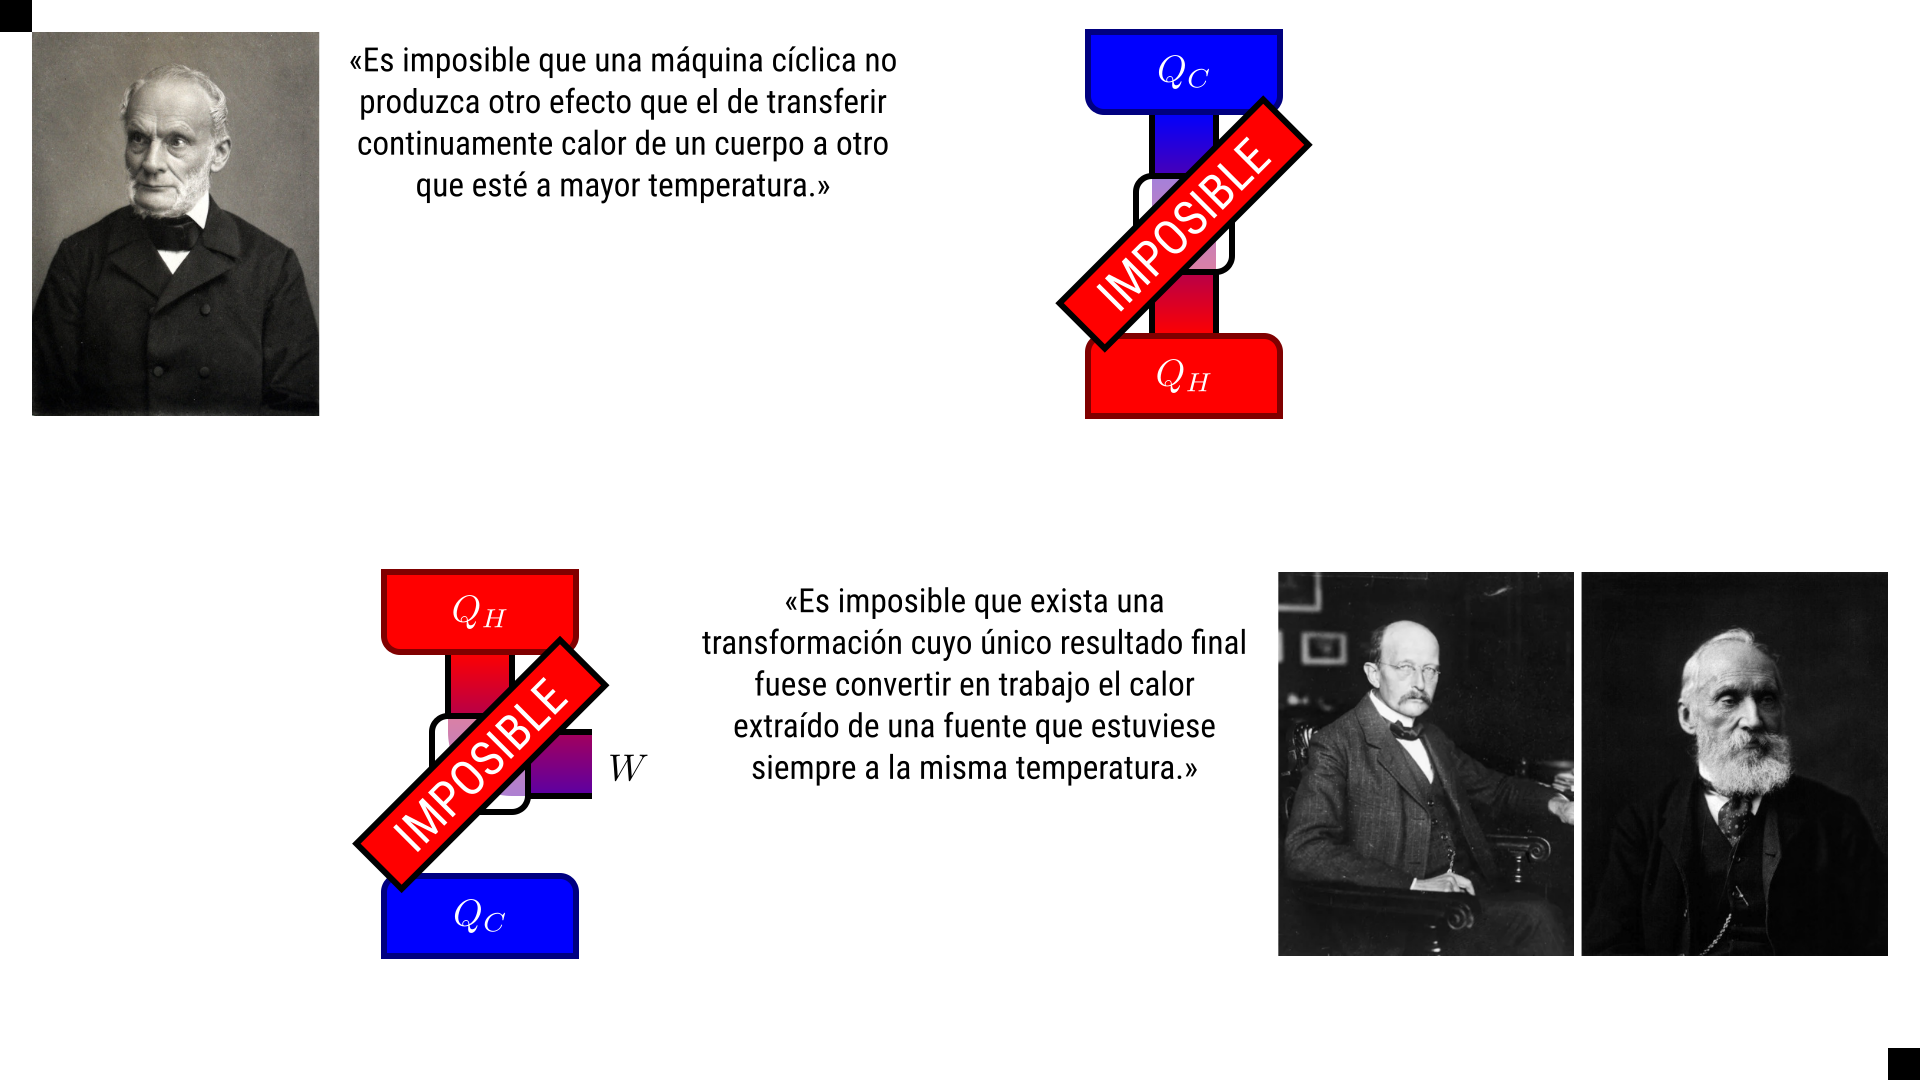 «Es imposible que una máquina cíclica no
produzca otro efecto que el de transferir
continuamente calor de un cuerpo a otro
que esté a mayor temperatura.»
Q_C
IMPOSIBLE
Q_H
Q_H
IMPOSIBLE
W
Q_C
«Es imposible que exista una
transformación cuyo único resultado final
fuese convertir en trabajo el calor
extraído de una fuente que estuviese
siempre a la misma temperatura.»